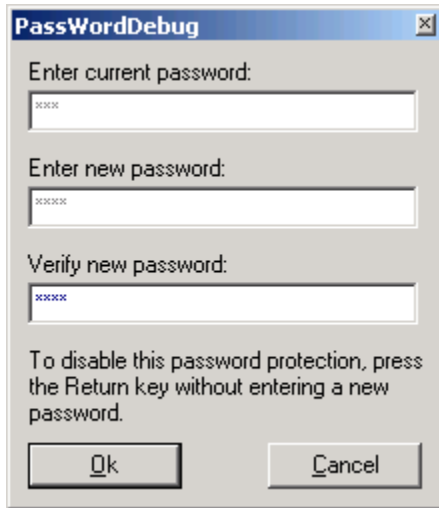 PassWordDebug
Enter current password:
***
Enter new password:
****
Verify new password:
****
To disable this password protection, press
the Return key without entering a new
password.
Ok
Cancel